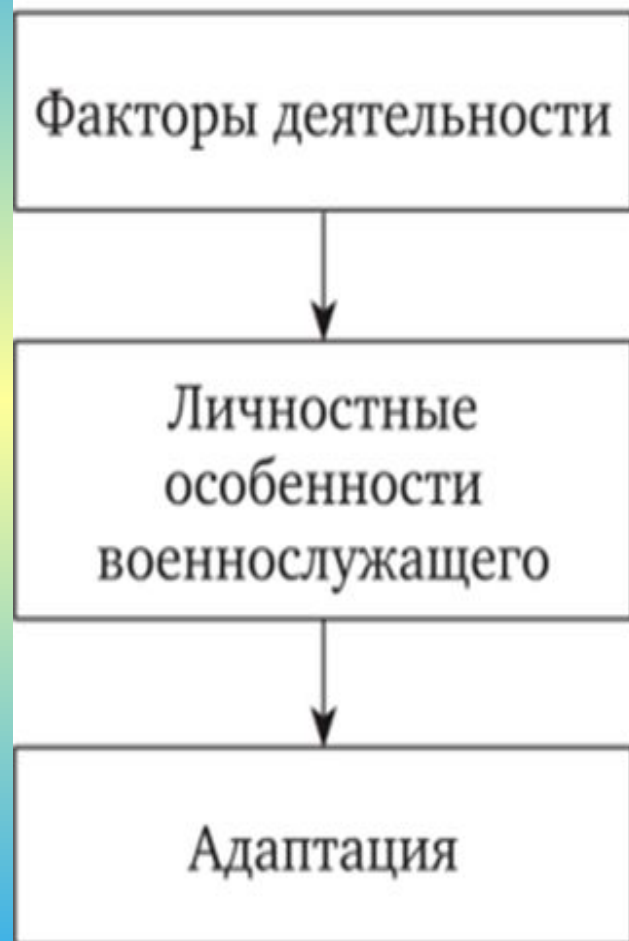 Факторы деятельности
Личностные
особенности
военнослужащего
Адаптация